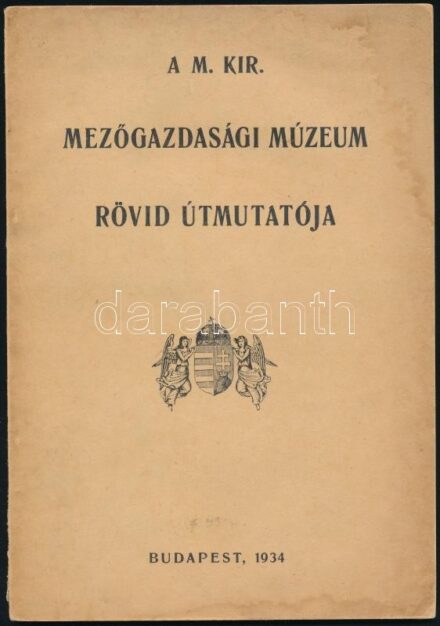 A M. KIR.
MEZŐGAZDASÁGI MÚZEUM
RÖVID ÚTMUTATÓJA
darabanth
BUDAPEST, 1934